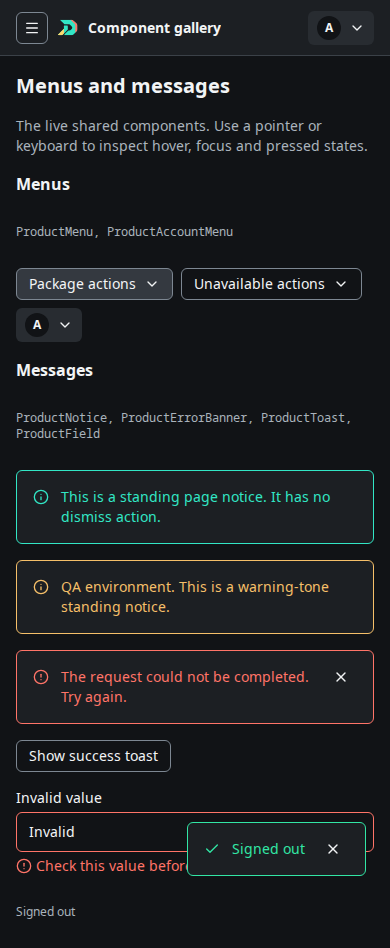 Component gallery
A
Menus and messages
The live shared components. Use a pointer or
keyboard to inspect hover, focus and pressed states.
Menus
ProductMenu, ProductAccountMenu
Package actions
Unavailable actions
A
Messages
ProductNotice, ProductErrorBanner, ProductToast,
ProductField
This is a standing page notice. It has no
dismiss action.
QA environment. This is a warning-tone
standing notice.
The request could not be completed.
Try again.
Show success toast
Invalid value
Invalid
Signed out
Check this value
Signed out